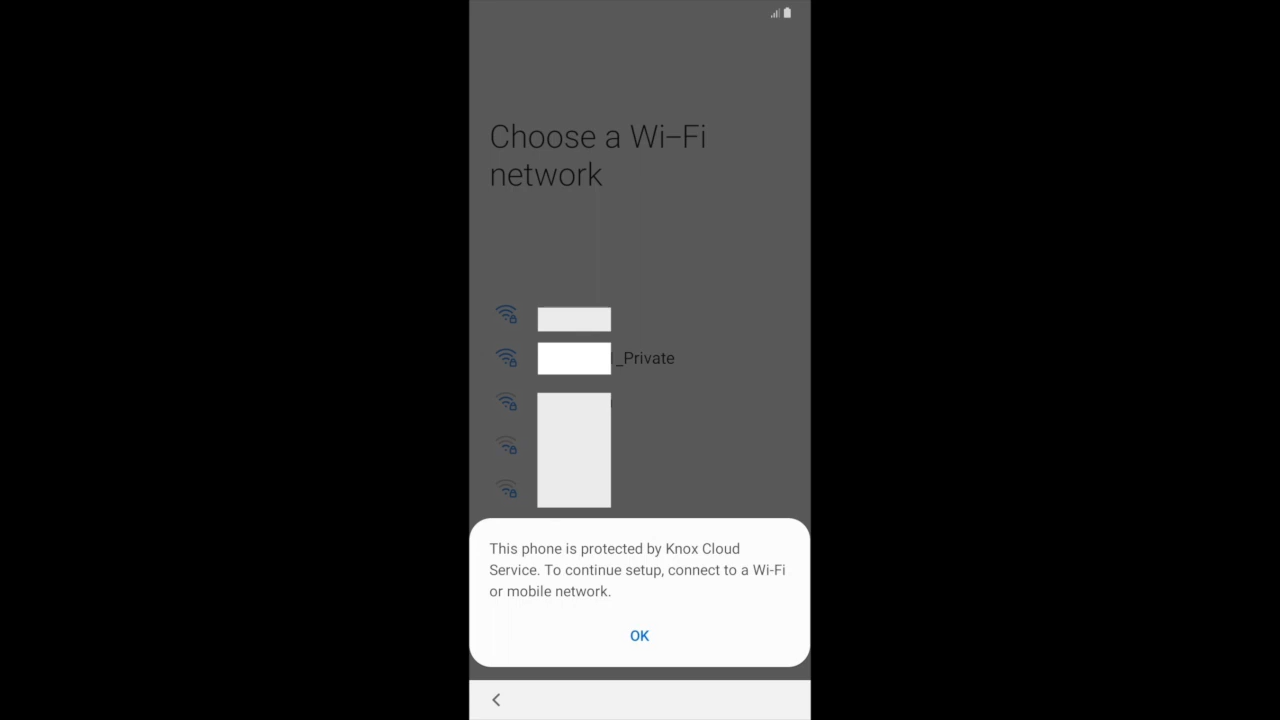 Choose a Wi-Fi
network
_Private
This phone is protected by Knox Cloud
Service. To continue setup, connect to a Wi-Fi
or mobile network.
OK